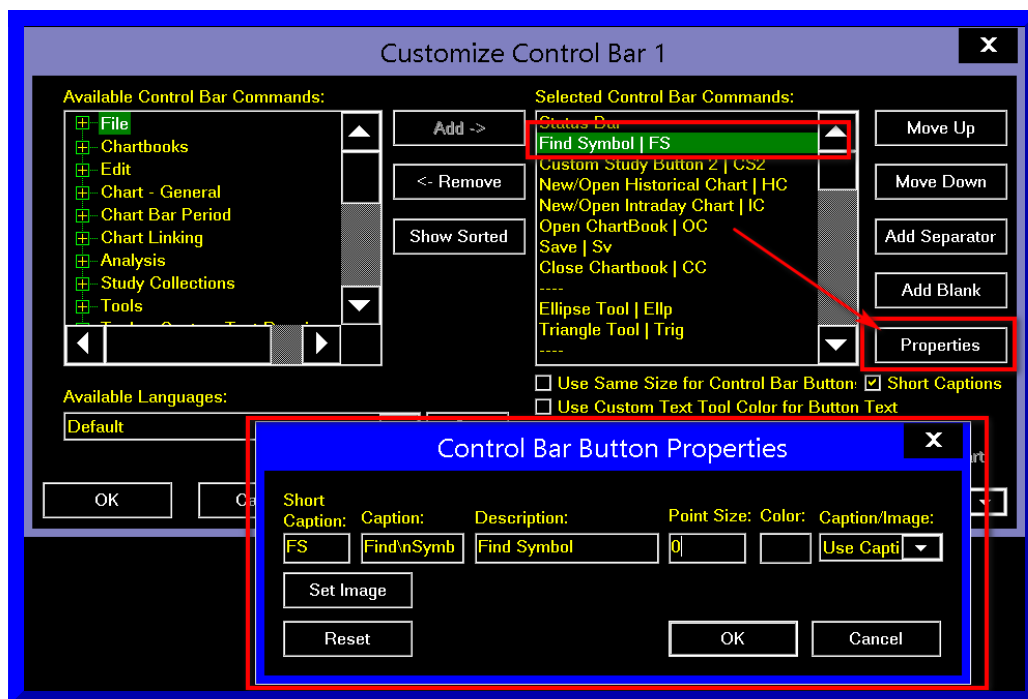 Customize Control Bar 1
X
Available Control Bar Commands:
File
Chartbooks
Edit
Chart - General
Chart Bar Period
Chart Linking
Analysis
Study Collections
Tools
Add ->
<- Remove
Show Sorted
Selected Control Bar Commands:
Status Bar
Find Symbol | FS
Custom Study Button 2 | CS2
New/Open Historical Chart | HC
New/Open Intraday Chart | IC
Open ChartBook | OC
Save | Sv
Close Chartbook | CC
----
Ellipse Tool | Ellp
Triangle Tool | Trig
----
Move Up
Move Down
Add Separator
Add Blank
Properties
Use Same Size for Control Bar Button:
Short Captions
Use Custom Text Tool Color for Button Text
Available Languages:
Default
OK
Ca
Control Bar Button Properties
X
Short Caption:
Caption:
Description:
Point Size:
Color:
Caption/Image:
FS
Find\nSymb
Find Symbol
0
Use Capti
Set Image
Reset
OK
Cancel